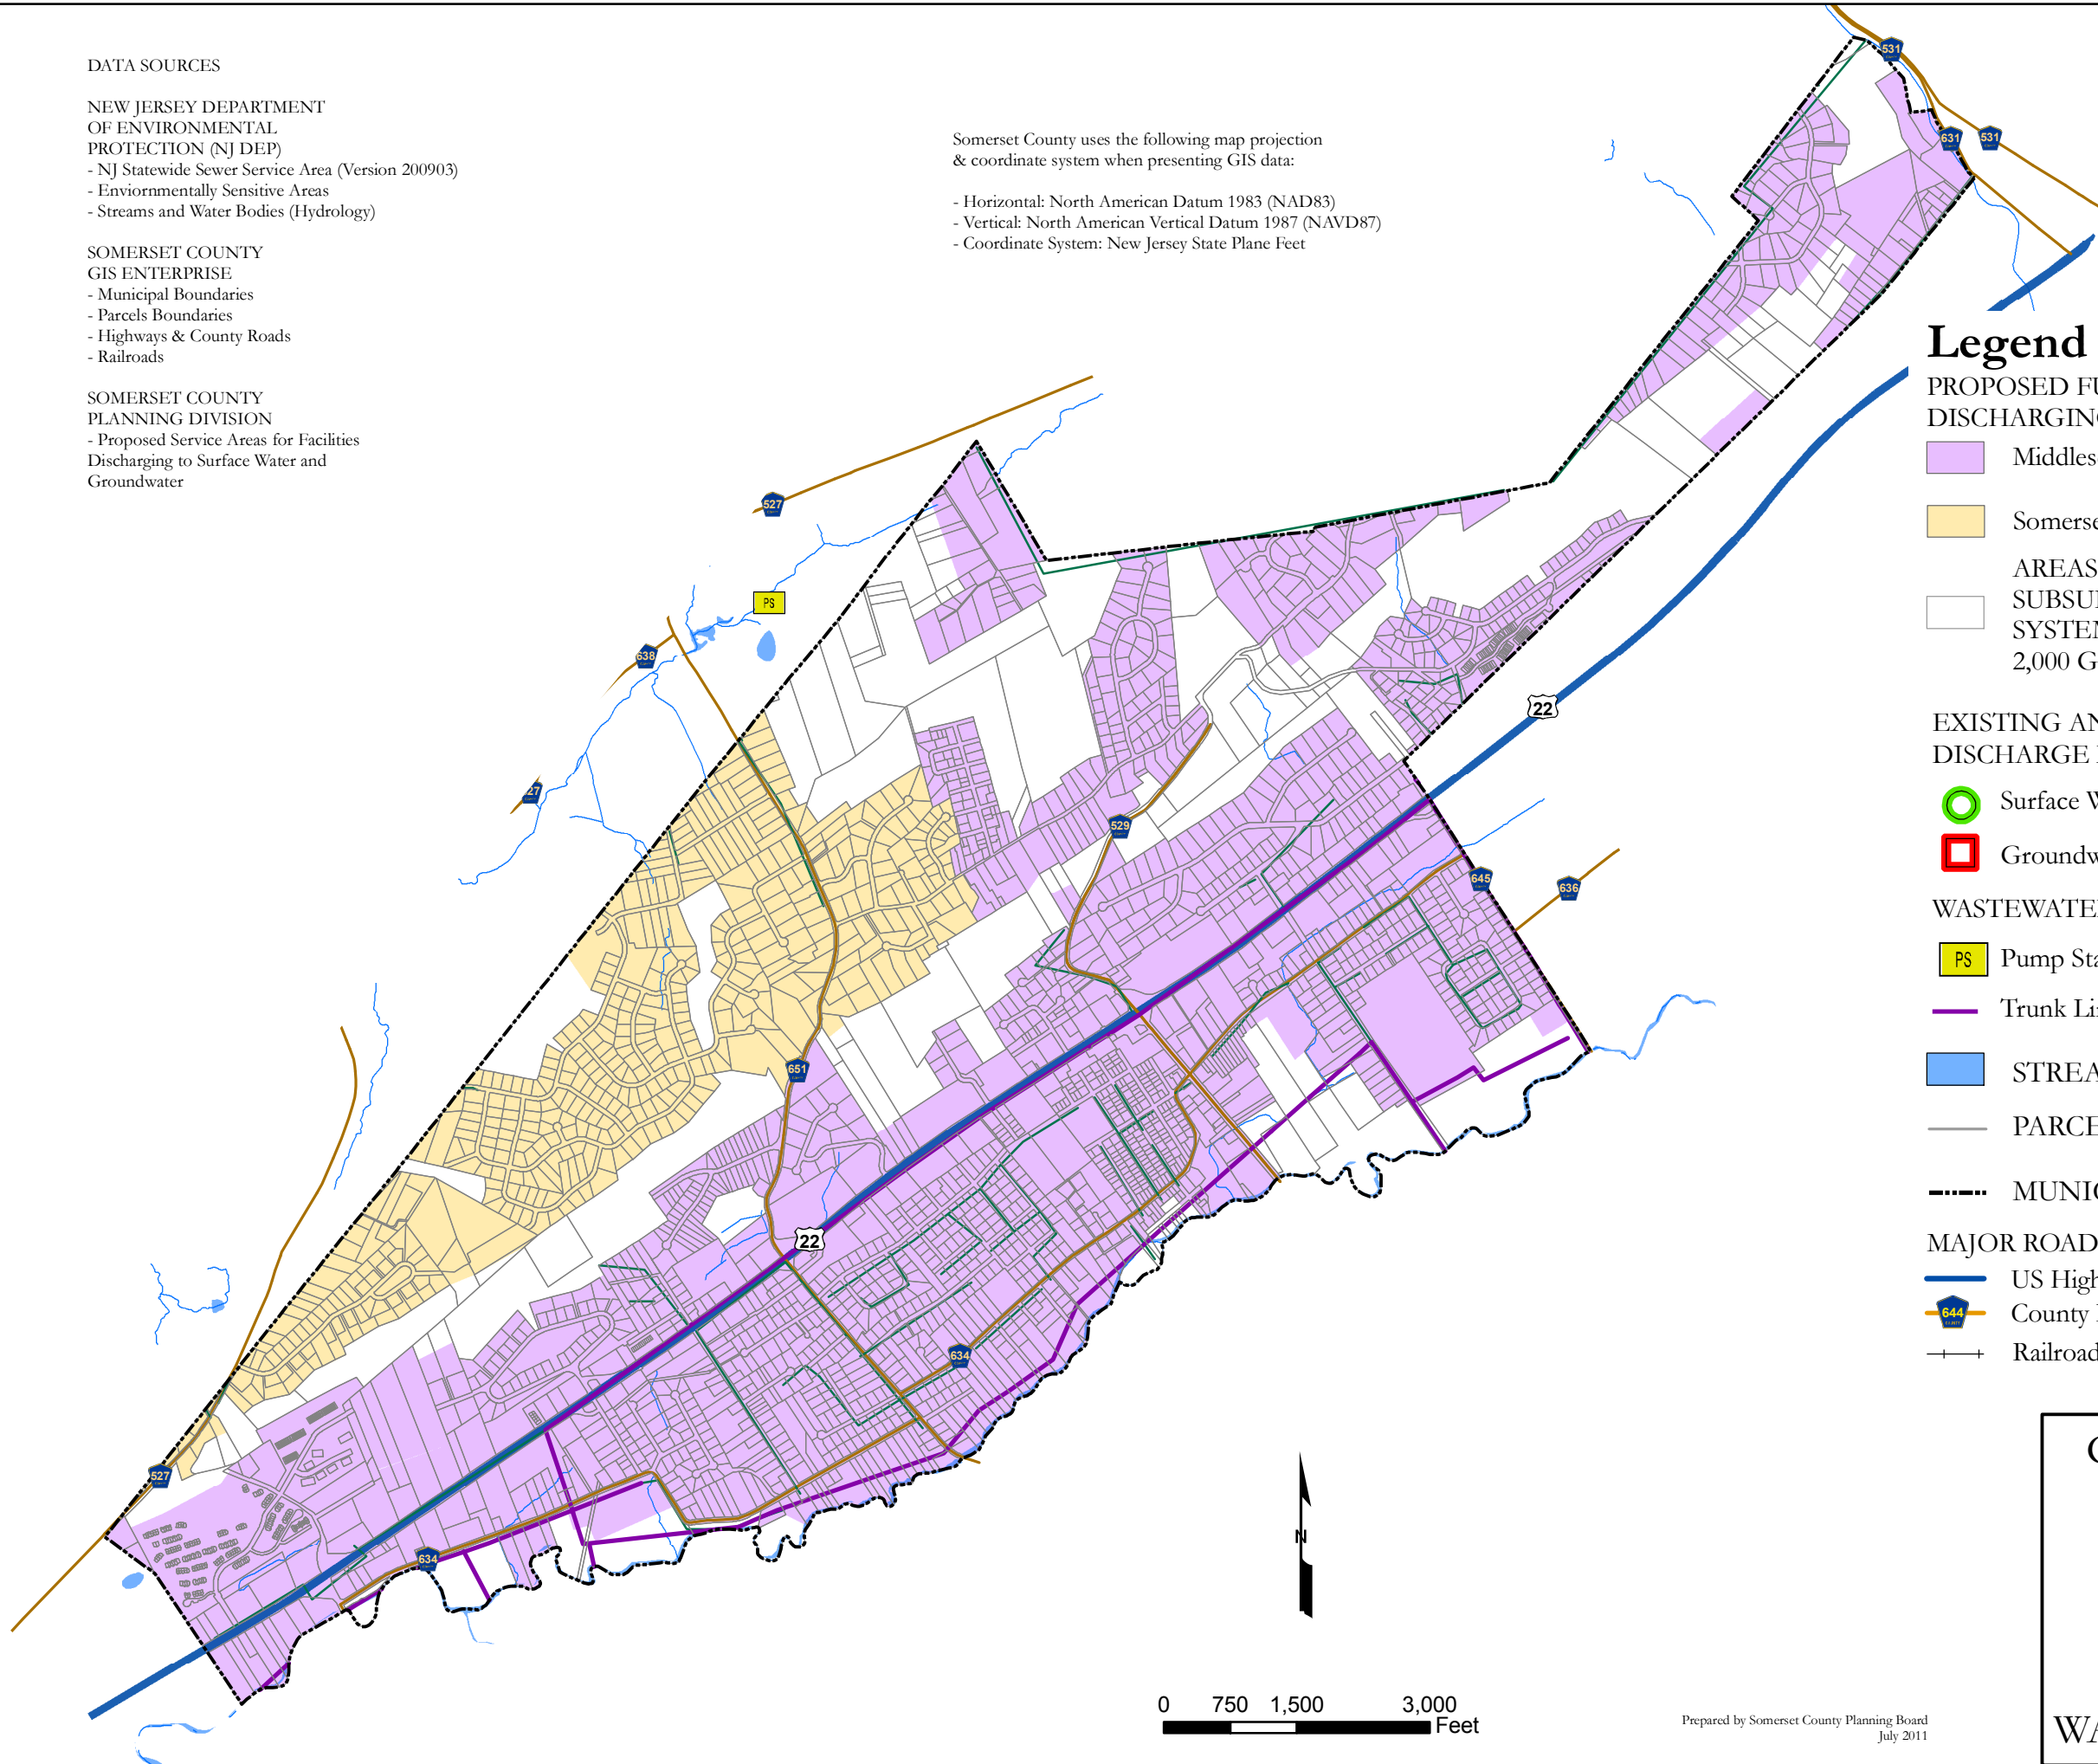 DATA SOURCES
NEW JERSEY DEPARTMENT
OF ENVIRONMENTAL
PROTECTION (NJ DEP)
- NJ Statewide Sewer Service Area (Version 200903)
- Enviornmentally Sensitive Areas
- Streams and Water Bodies (Hydrology)
SOMERSET COUNTY
GIS ENTERPRISE
- Municipal Boundaries
- Parcels Boundaries
- Highways & County Roads
- Railroads
SOMERSET COUNTY
PLANNING DIVISION
- Proposed Service Areas for Facilities
Discharging to Surface Water and
Groundwater
Somerset County uses the following map projection
& coordinate system when presenting GIS data:
- Horizontal: North American Datum 1983 (NAD83)
- Vertical: North American Vertical Datum 1987 (NAVD87)
- Coordinate System: New Jersey State Plane Feet
531
631
531
527
PS
638
27
22
529
645
636
651
22
634
527
634
Legend
PROPOSED FU
DISCHARGING
Middles
Somerse
AREAS
SUBSU
SYSTEM
2,000 G
EXISTING AN
DISCHARGE
Surface W
Groundw
WASTEWATE
PS Pump Sta
Trunk Li
STREA
PARCE
MUNIC
MAJOR ROAD
US High
644 County
Railroad
N
0 750 1,500 3,000
Feet
Prepared by Somerset County Planning Board
July 2011
WA